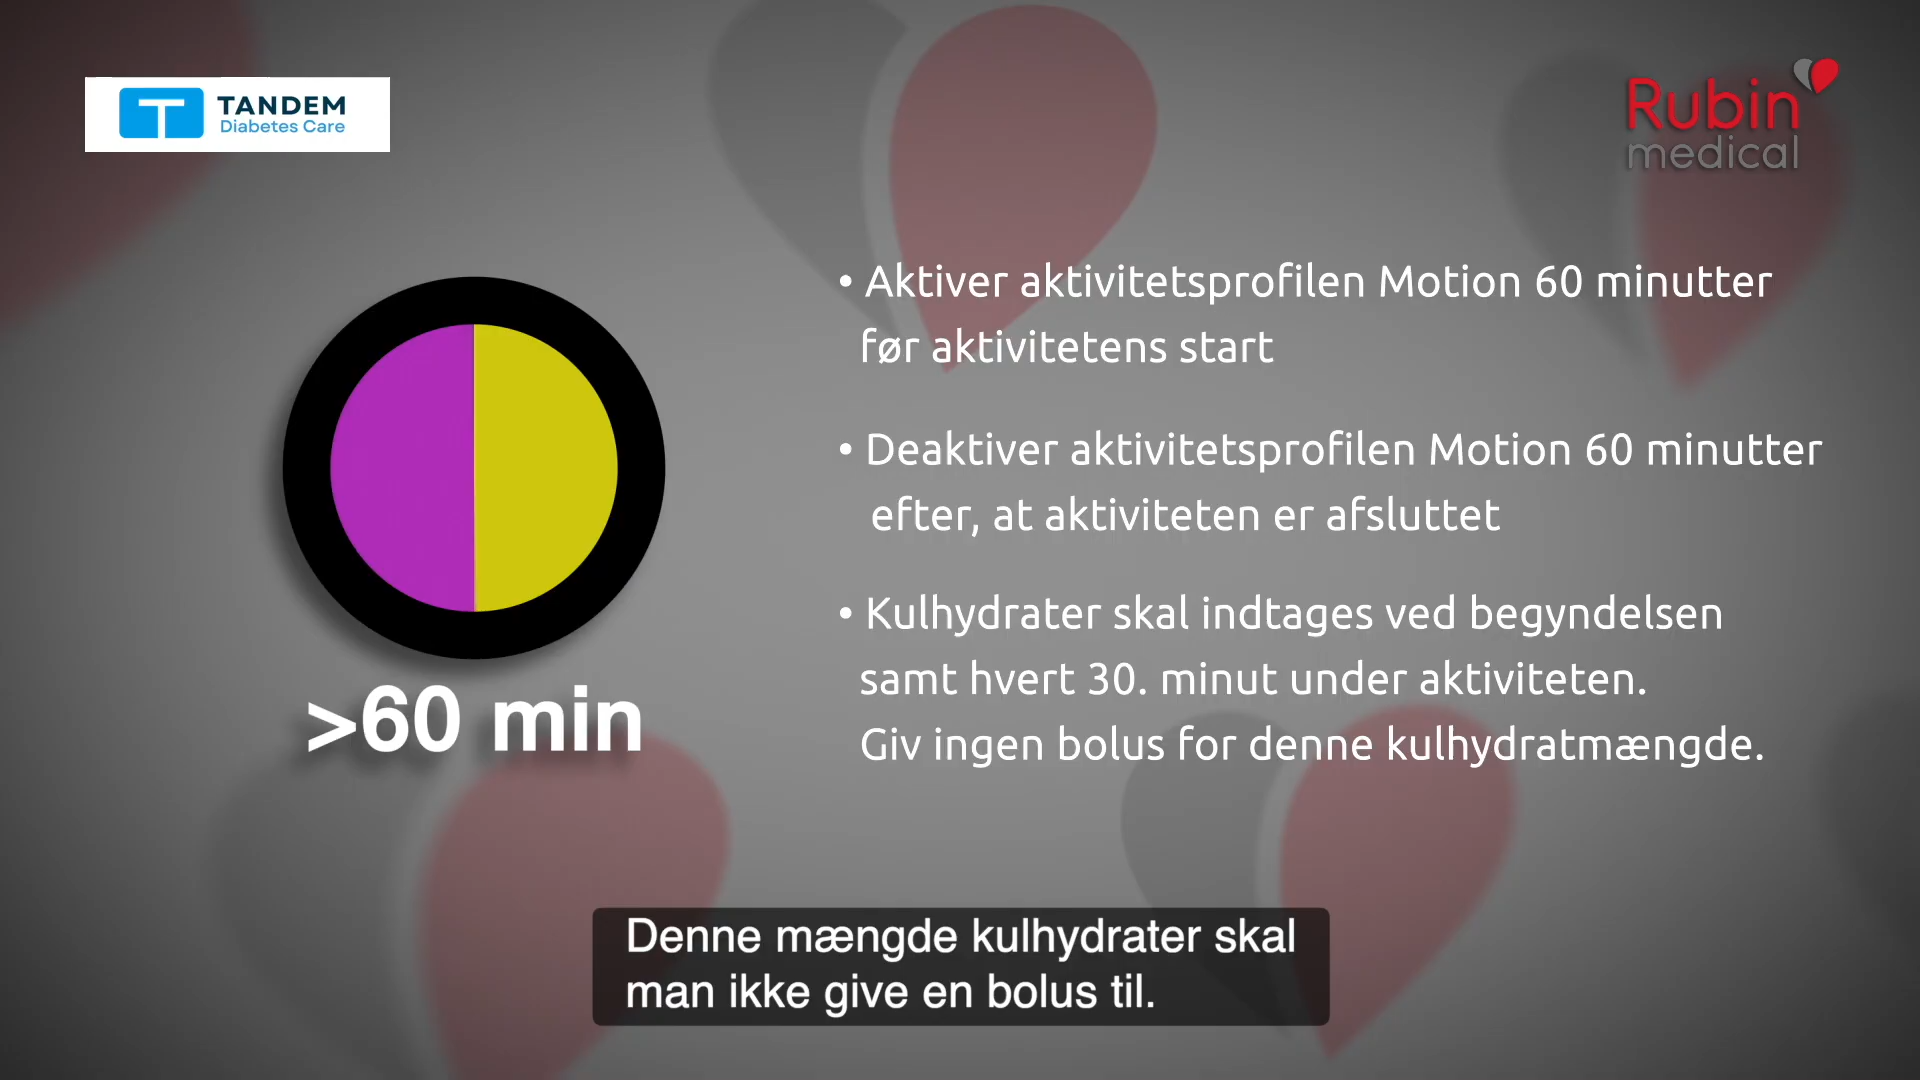 TANDEM
Diabetes Care
Rubin
medical
• Aktiver aktivitetsprofilen Motion 60 minutter
før aktivitetens start
• Deaktiver aktivitetsprofilen Motion 60 minutter
efter, at aktiviteten er afsluttet
• Kulhydrater skal indtages ved begyndelsen
samt hvert 30. minut under aktiviteten.
Giv ingen bolus for denne kulhydratmængde.
>60 min
Denne mængde kulhydrater skal
man ikke give en bolus til.